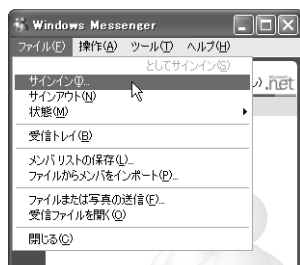 Windows Messenger
ファイル(F) 操作(A) ツール(T) ヘルプ(H)
としてサインイン(S)
サインイン(I)...
サインアウト(N)
状態(M)
受信トレイ(B)
メンバ リストの保存(L)...
ファイルからメンバをインポート(P)...
ファイルまたは写真の送信(F)...
受信ファイルを開く(O)
閉じる(C)
.net